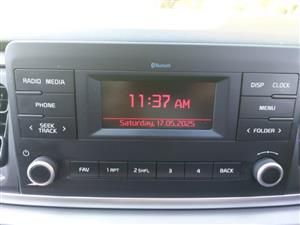 Bluetooth
RADIO MEDIA
DISP CLOCK
11:37 AM
PHONE
MENU
Saturday, 17.05.2025
SEEK
TRACK
FOLDER
FAV 1 RPT 2 SHFL 3 4 BACK